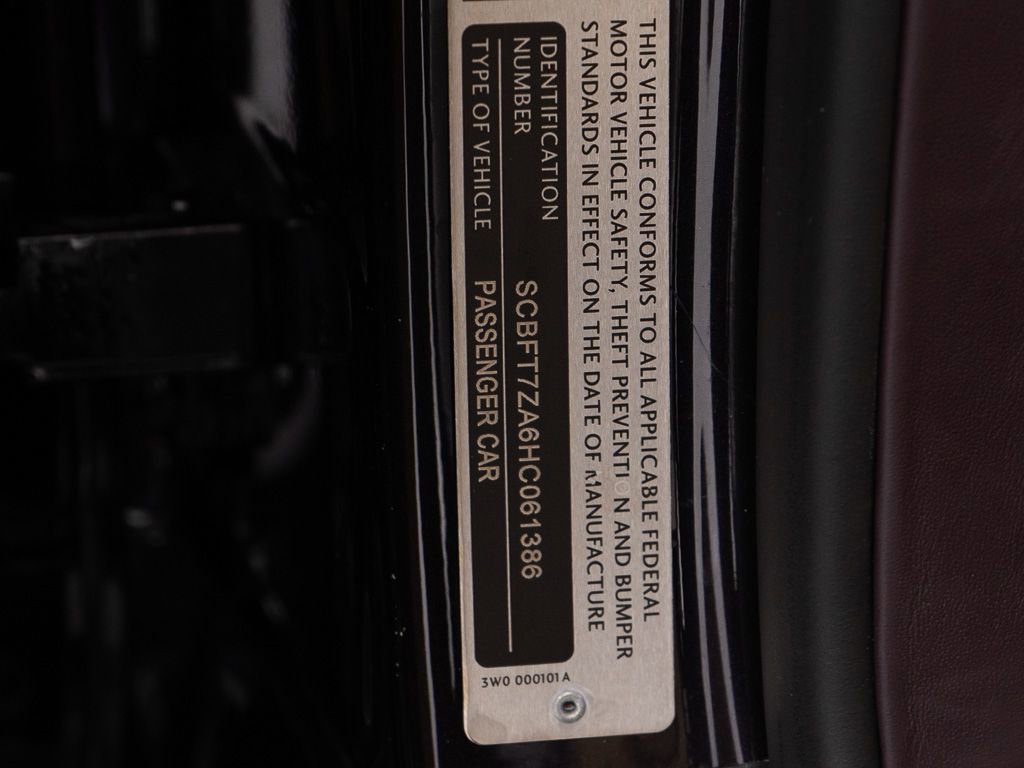 THIS VEHICLE CONFORMS TO ALL APPLICABLE FEDERAL
MOTOR VEHICLE SAFETY, THEFT PREVENTION AND BUMPER
STANDARDS IN EFFECT ON THE DATE OF MANUFACTURE
IDENTIFICATION
NUMBER SCBFT7ZA6HC061386
TYPE OF VEHICLE PASSENGER CAR
3W0 000101 A